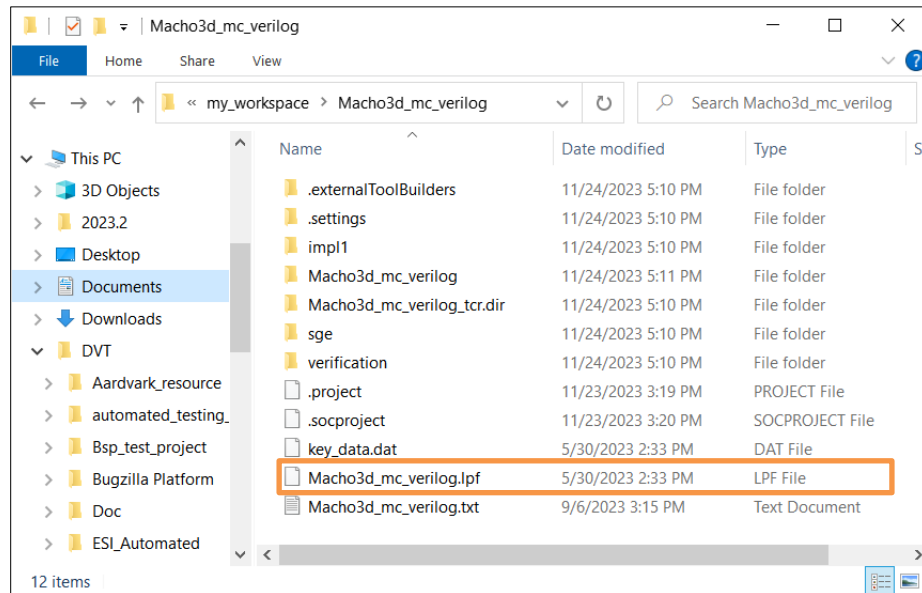 Macho3d_mc_verilog
File Home Share View ?
« my_workspace > Macho3d_mc_verilog Search Macho3d_mc_verilog
Name Date modified Type S
This PC
3D Objects
2023.2
Desktop
Documents
Downloads
DVT
Aardvark_resource
automated_testing_
Bsp_test_project
Bugzilla Platform
Doc
ESI_Automated
.externalToolBuilders 11/24/2023 5:10 PM File folder
.settings 11/24/2023 5:10 PM File folder
impl1 11/24/2023 5:10 PM File folder
Macho3d_mc_verilog 11/24/2023 5:11 PM File folder
Macho3d_mc_verilog_tcr.dir 11/24/2023 5:10 PM File folder
sge 11/24/2023 5:10 PM File folder
verification 11/24/2023 5:10 PM File folder
.project 11/23/2023 3:19 PM PROJECT File
.socproject 11/23/2023 3:20 PM SOCPROJECT File
key_data.dat 5/30/2023 2:33 PM DAT File
Macho3d_mc_verilog.lpf 5/30/2023 2:33 PM LPF File
Macho3d_mc_verilog.txt 9/6/2023 3:15 PM Text Document
12 items